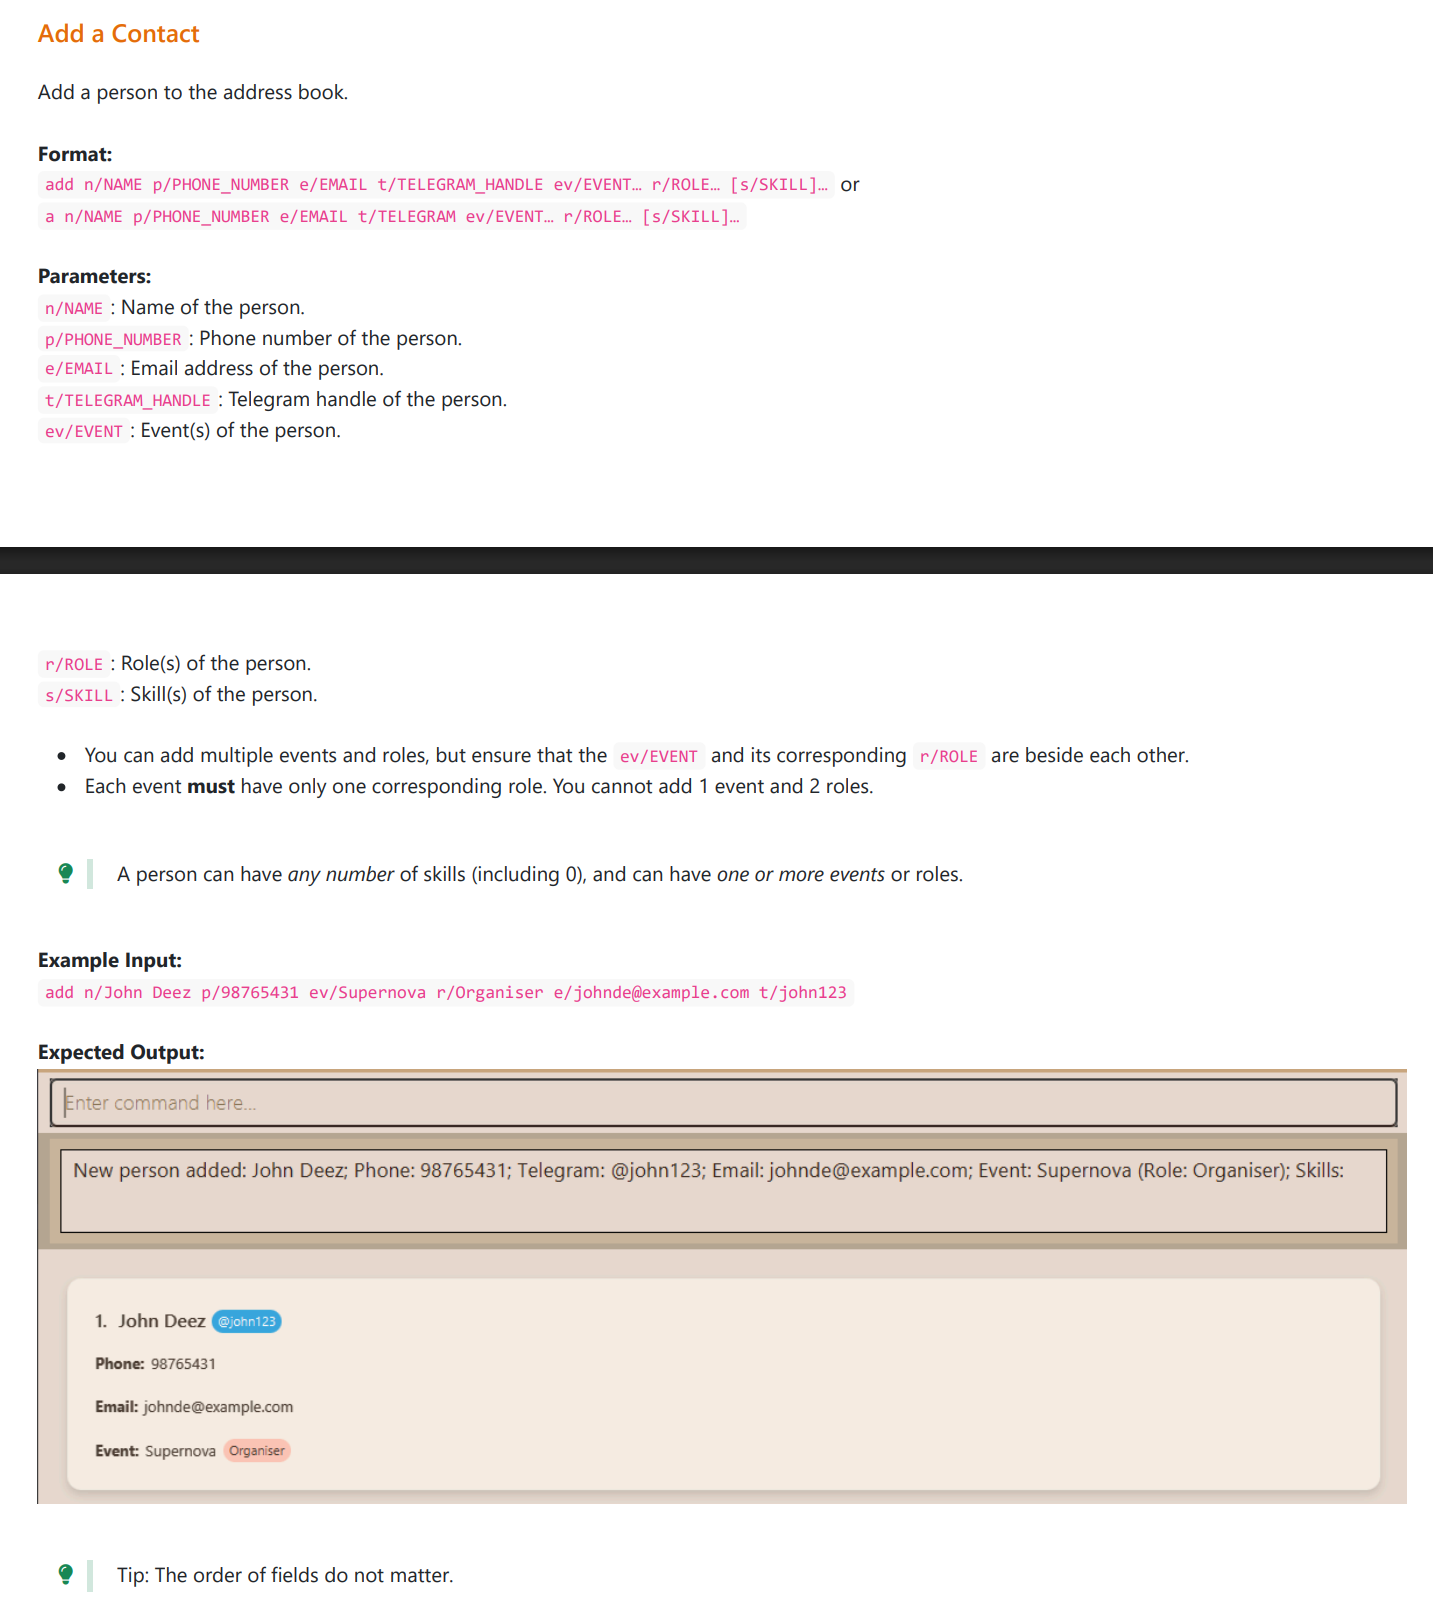 Add a Contact
Add a person to the address book.
Format:
add n/NAME p/PHONE_NUMBER e/EMAIL t/TELEGRAM_HANDLE ev/EVENT… r/ROLE… [s/SKILL]… or
a n/NAME p/PHONE_NUMBER e/EMAIL t/TELEGRAM ev/EVENT… r/ROLE… [s/SKILL]…
Parameters:
n/NAME : Name of the person.
p/PHONE_NUMBER : Phone number of the person.
e/EMAIL : Email address of the person.
t/TELEGRAM_HANDLE : Telegram handle of the person.
ev/EVENT : Event(s) of the person.
r/ROLE : Role(s) of the person.
s/SKILL : Skill(s) of the person.
• You can add multiple events and roles, but ensure that the ev/EVENT and its corresponding r/ROLE are beside each other.
• Each event must have only one corresponding role. You cannot add 1 event and 2 roles.
A person can have any number of skills (including 0), and can have one or more events or roles.
Example Input:
add n/John Deez p/98765431 ev/Supernova r/Organiser e/johnde@example.com t/john123
Expected Output:
Enter command here...
New person added: John Deez; Phone: 98765431; Telegram: @john123; Email: johnde@example.com; Event: Supernova (Role: Organiser); Skills:
1. John Deez @john123
Phone: 98765431
Email: johnde@example.com
Event: Supernova Organiser
Tip: The order of fields do not matter.